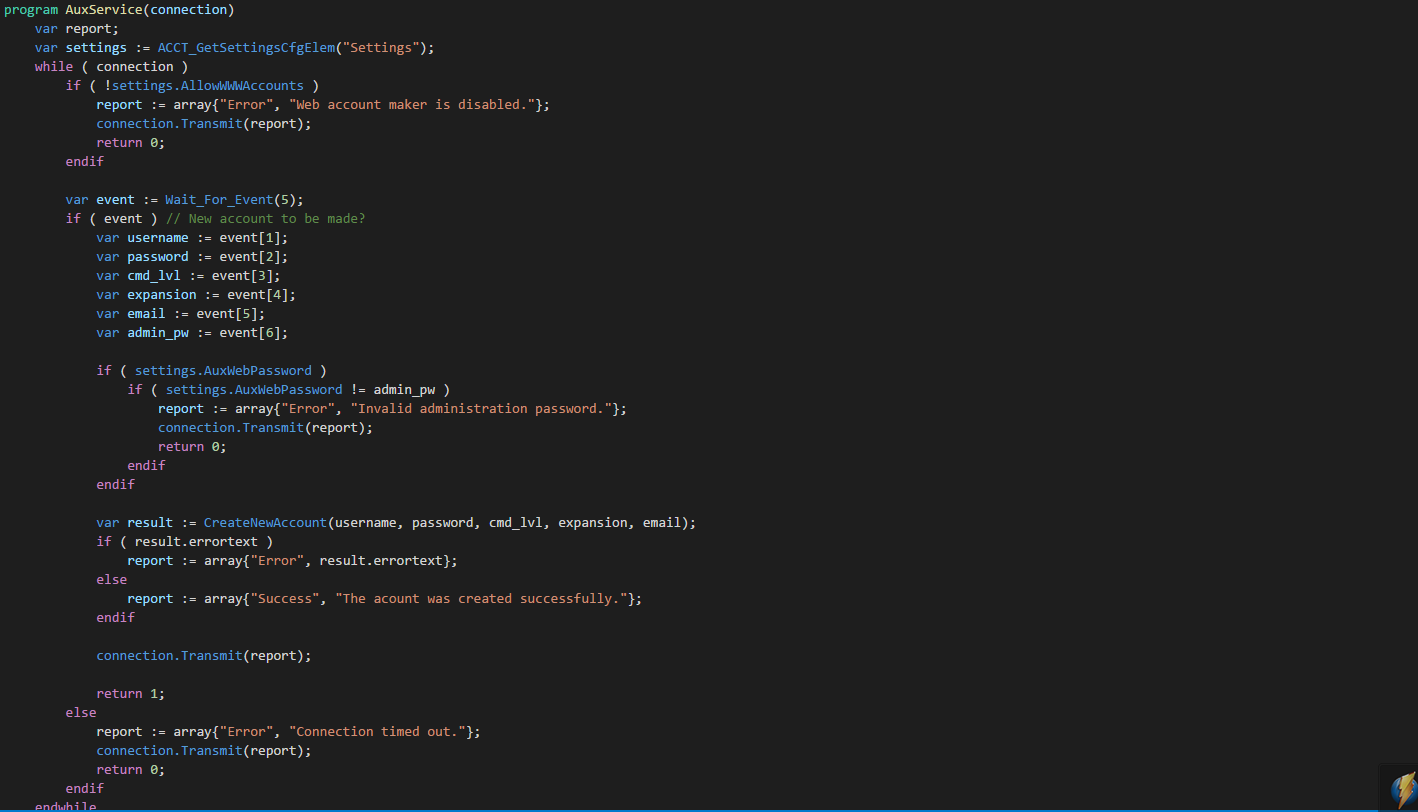 program AuxService(connection)
    var report;
    var settings := ACCT_GetSettingsCfgElem("Settings");
    while ( connection )
        if ( !settings.AllowWWWAccounts )
            report := array{"Error", "Web account maker is disabled."};
            connection.Transmit(report);
            return 0;
        endif

        var event := Wait_For_Event(5);
        if ( event ) // New account to be made?
            var username := event[1];
            var password := event[2];
            var cmd_lvl := event[3];
            var expansion := event[4];
            var email := event[5];
            var admin_pw := event[6];

            if ( settings.AuxWebPassword )
                if ( settings.AuxWebPassword != admin_pw )
                    report := array{"Error", "Invalid administration password."};
                    connection.Transmit(report);
                    return 0;
                endif
            endif

            var result := CreateNewAccount(username, password, cmd_lvl, expansion, email);
            if ( result.errortext )
                report := array{"Error", result.errortext};
            else
                report := array{"Success", "The acount was created successfully."};
            endif

            connection.Transmit(report);

            return 1;
        else
            report := array{"Error", "Connection timed out."};
            connection.Transmit(report);
            return 0;
        endif
    endwhile